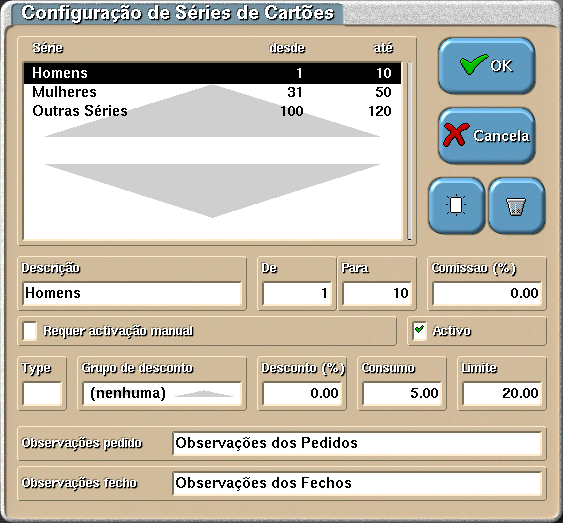 Configuração de Séries de Cartões
Série desde até
Homens 1 10
Mulheres 31 50
Outras Séries 100 120
OK
Cancela
Descrição De Para Comissao (%)
Homens 1 10 0.00
Requer activação manual Activo
Type Grupo de desconto Desconto (%) Consumo Limite
(nenhuma) 0.00 5.00 20.00
Observações pedido Observações dos Pedidos
Observações fecho Observações dos Fechos